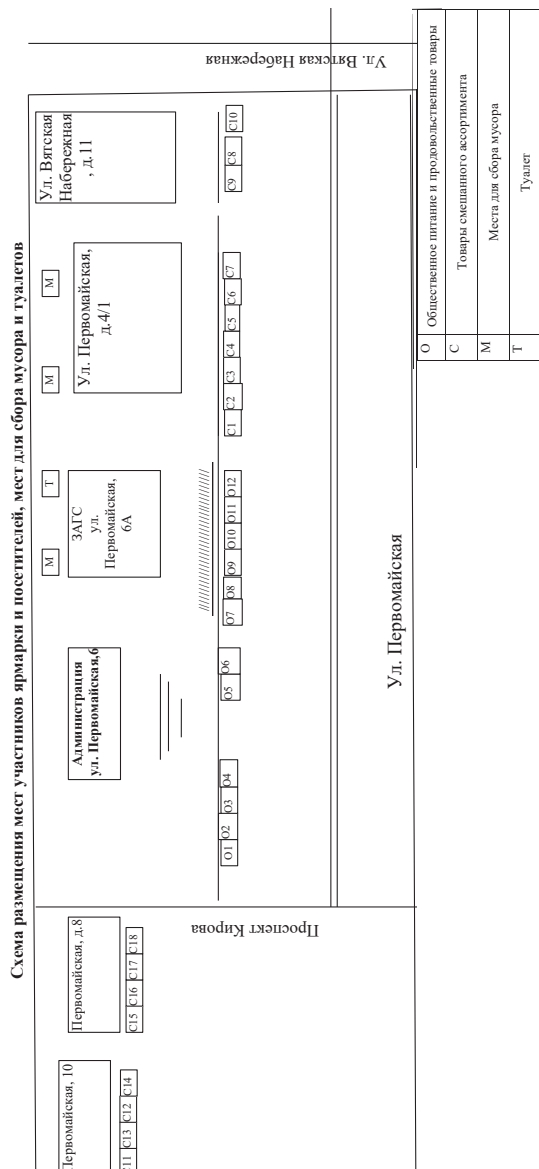 Схема размещения мест участников ярмарки и посетителей, мест для сбора мусора и туалетов
М
Т
М
М
Первомайская, 10
Первомайская, д.8
Администрация
ул. Первомайская,6
ЗАГС
ул.
Первомайская,
6А
Ул. Первомайская,
д.4/1
Ул. Вятская
Набережная
, д.11
С11 С13 С12 С14
С15 С16 С17 С18
О1 О2 О3 О4
О5 О6
О7 О8 О9 О10 О11 О12
С1 С2 С3 С4 С5 С6 С7
С9 С8 С10
Проспект Кирова
Ул. Вятская Набережная
Ул. Первомайская
О Общественное питание и продовольственные товары
С Товары смешанного ассортимента
М Места для сбора мусора
Т Туалет